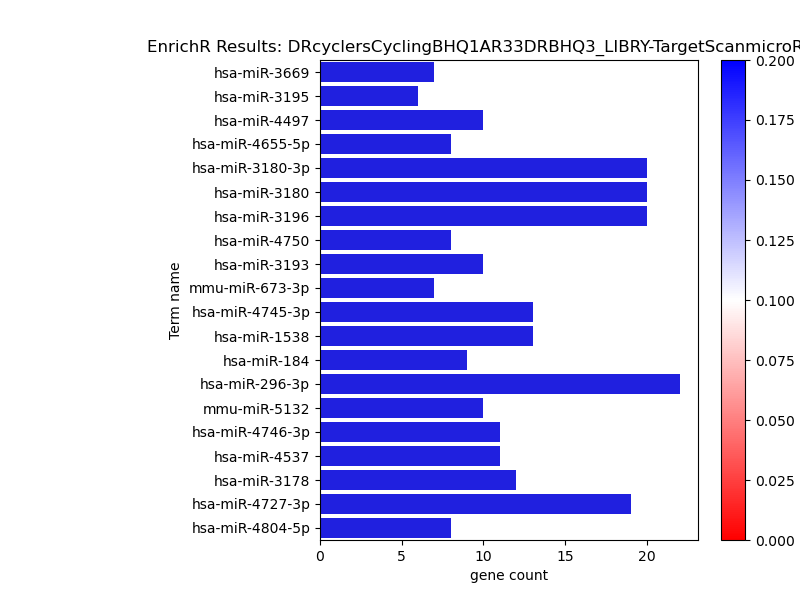 EnrichR Results: DRcyclersCyclingBHQ1AR33DRBHQ3_LIBRY-TargetScanmicroR
hsa-miR-3669
hsa-miR-3195
hsa-miR-4497
hsa-miR-4655-5p
hsa-miR-3180-3p
hsa-miR-3180
hsa-miR-3196
hsa-miR-4750
hsa-miR-3193
mmu-miR-673-3p
hsa-miR-4745-3p
hsa-miR-1538
hsa-miR-184
hsa-miR-296-3p
mmu-miR-5132
hsa-miR-4746-3p
hsa-miR-4537
hsa-miR-3178
hsa-miR-4727-3p
hsa-miR-4804-5p
Term name
0 5 10 15 20
gene count
0.200
0.175
0.150
0.125
0.100
0.075
0.050
0.025
0.000